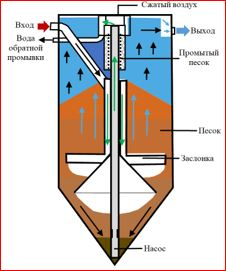 Сжатый воздух
Вход
Выход
Вода
обратной
промывки
Промытый
песок
Песок
Заслонка
Насос